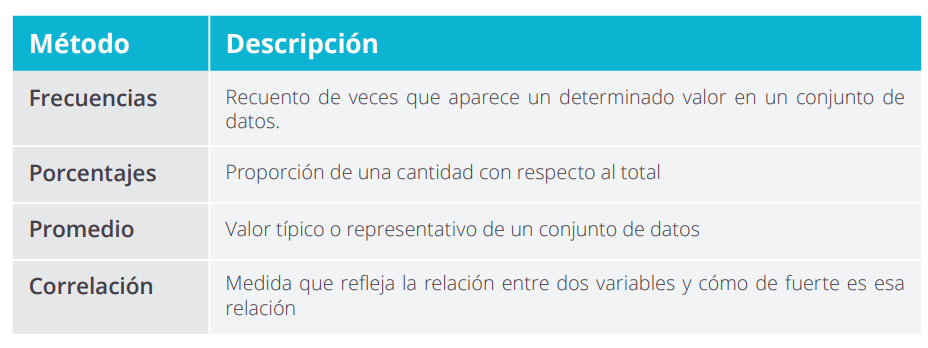 Método Descripción
Frecuencias Recuento de veces que aparece un determinado valor en un conjunto de
datos.
Porcentajes Proporción de una cantidad con respecto al total
Promedio Valor típico o representativo de un conjunto de datos
Correlación Medida que refleja la relación entre dos variables y cómo de fuerte es esa
relación